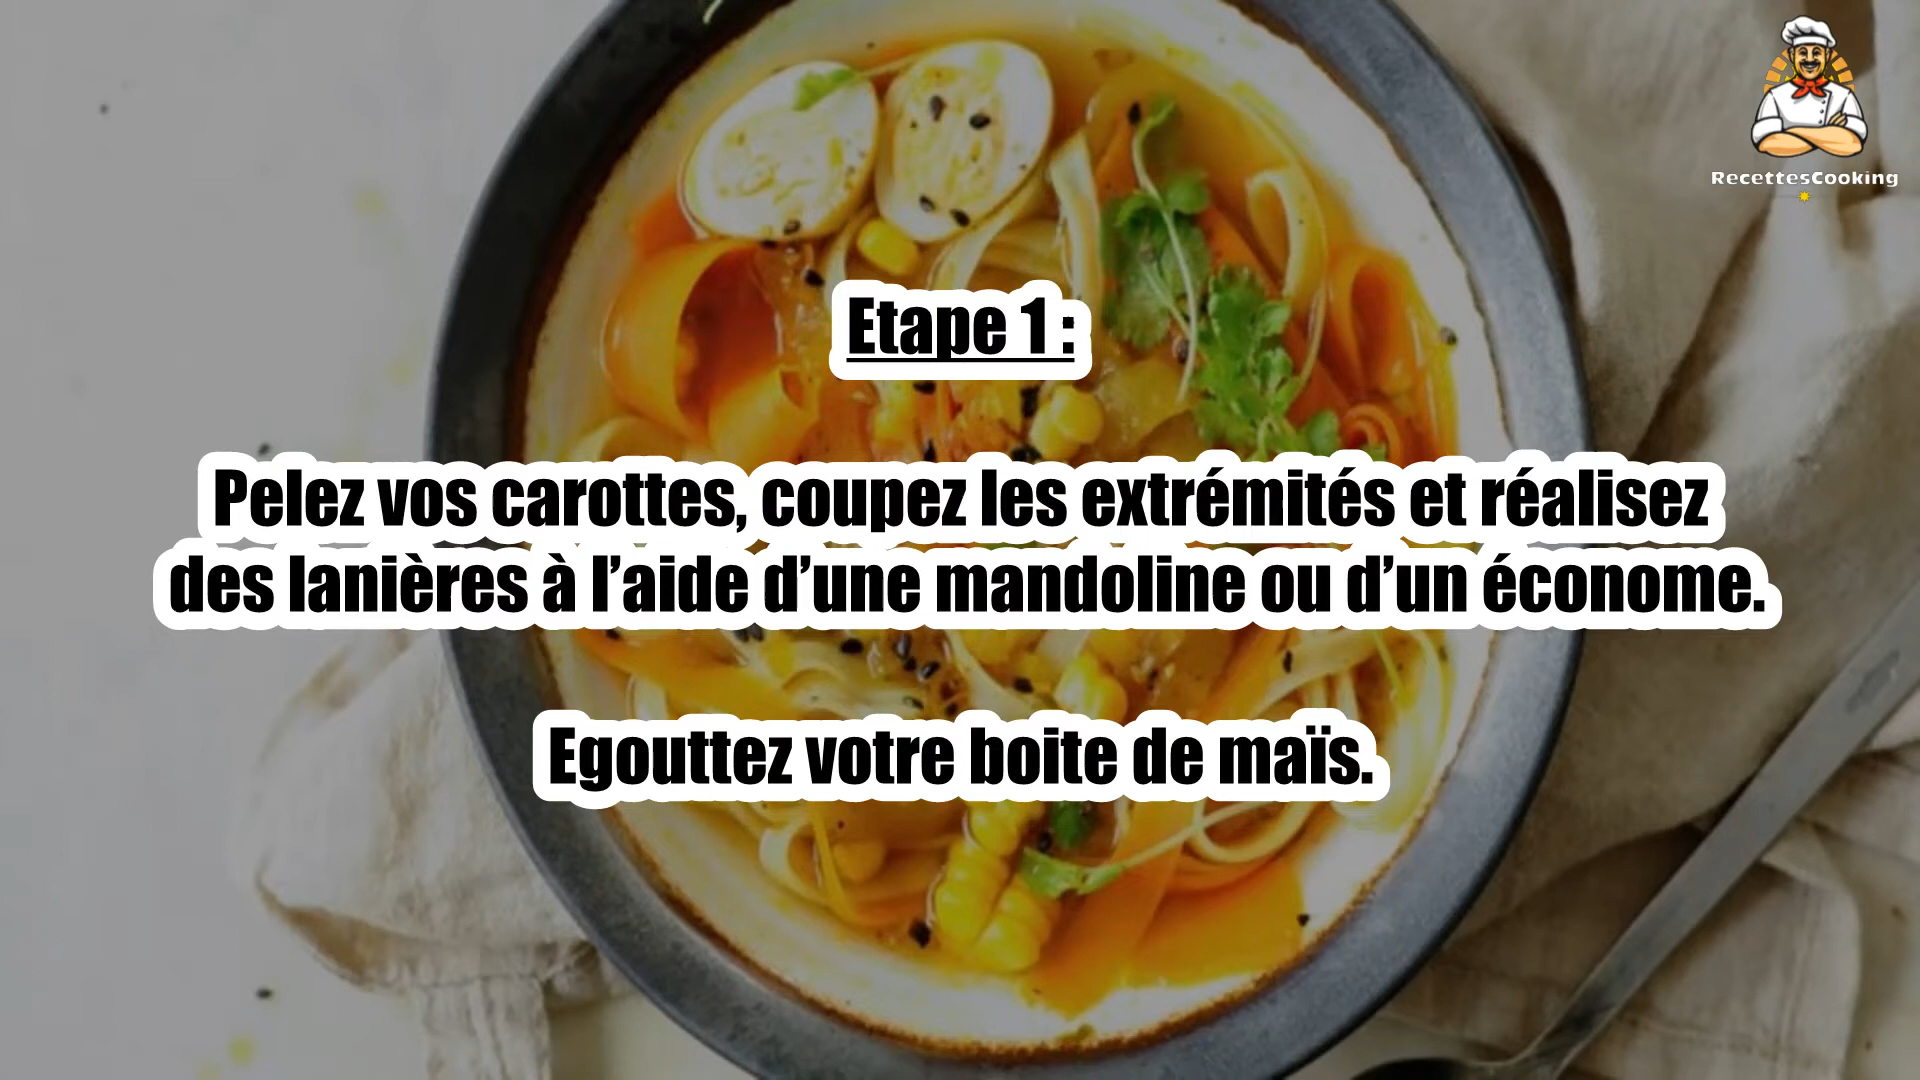 RecettesCooking
Etape 1 :
Pelez vos carottes, coupez les extrémités et réalisez
des lanières à l’aide d’une mandoline ou d’un économe.
Egouttez votre boite de maïs.